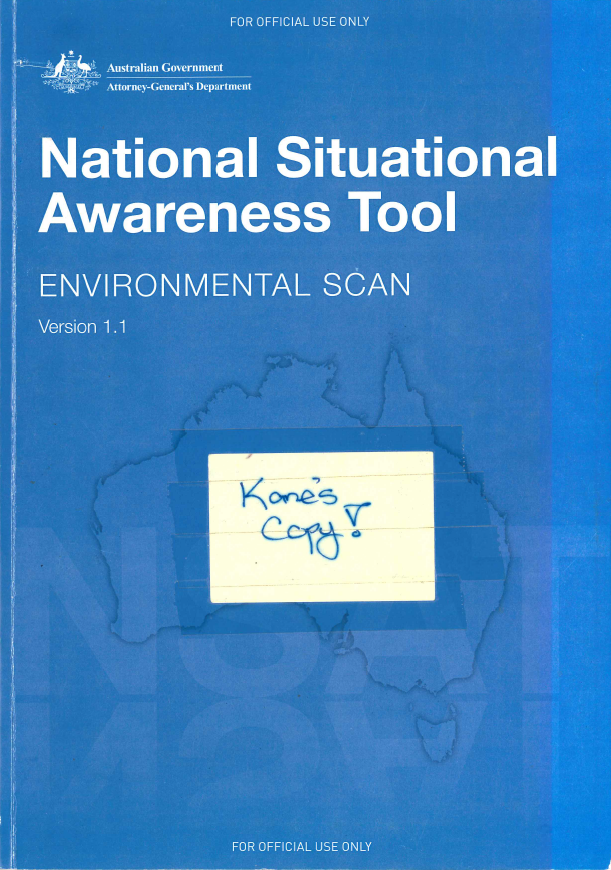 FOR OFFICIAL USE ONLY
Australian Government
Attorney-General's Department
National Situational
Awareness Tool
ENVIRONMENTAL SCAN
Version 1.1
Kane's
Copy!
NSAT
FOR OFFICIAL USE ONLY